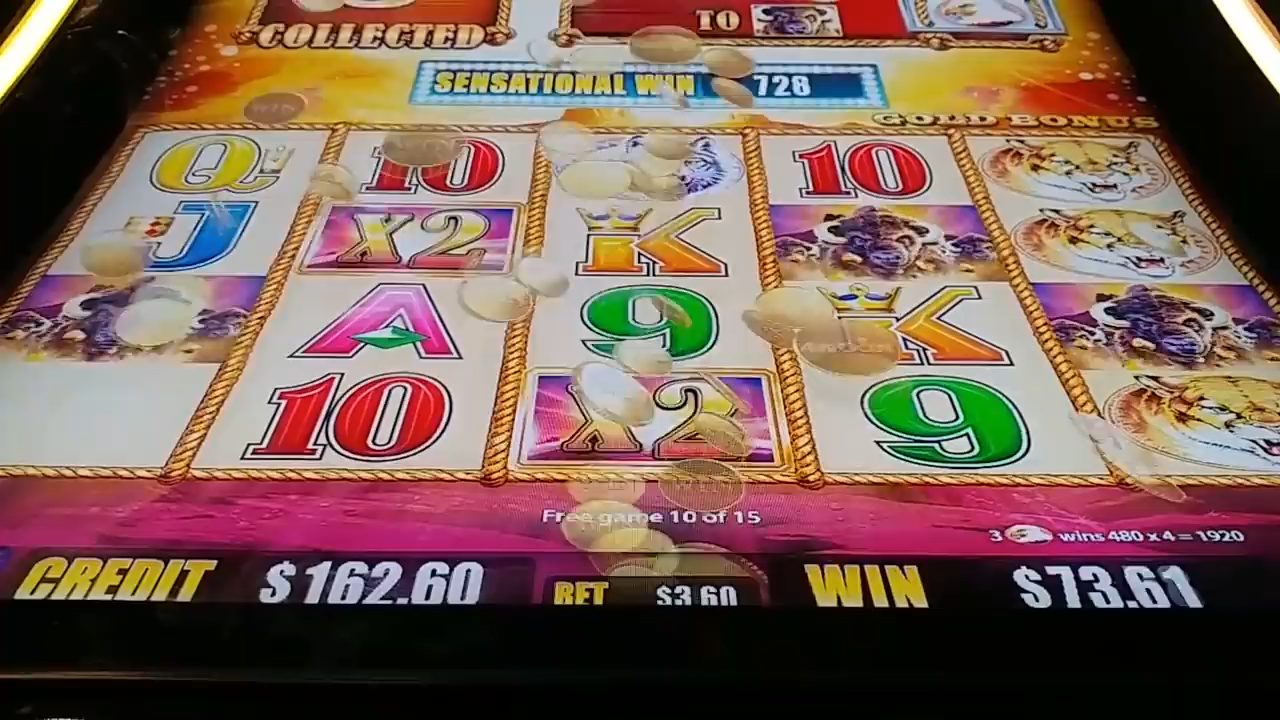 COLLECTED
TO
SENSATIONAL WIN 728
GOLD BONUS
Q 10 10
J X2 K
A 9 K
10 X2 9
Free game 10 of 15
3 wins 480 x 4 = 1920
CREDIT $162.60 BET $3.60 WIN $73.61